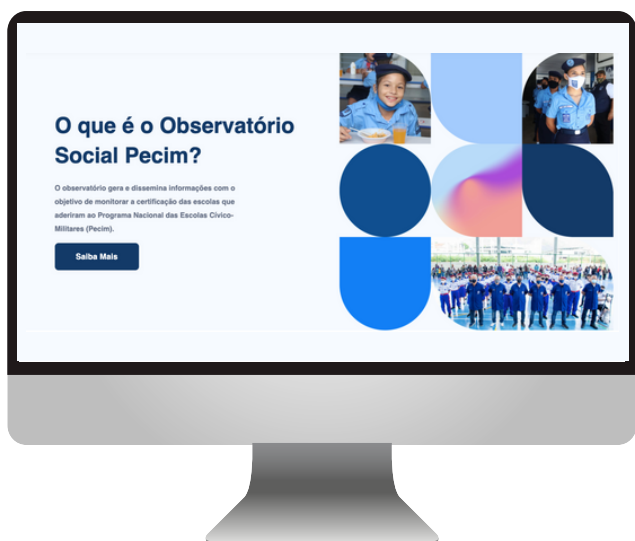 O que é o Observatório
Social Pecim?
O observatório gera e dissemina informações com o
objetivo de monitorar a certificação das escolas que
aderiram ao Programa Nacional das Escolas Cívico-
Militares (Pecim).
Saiba Mais